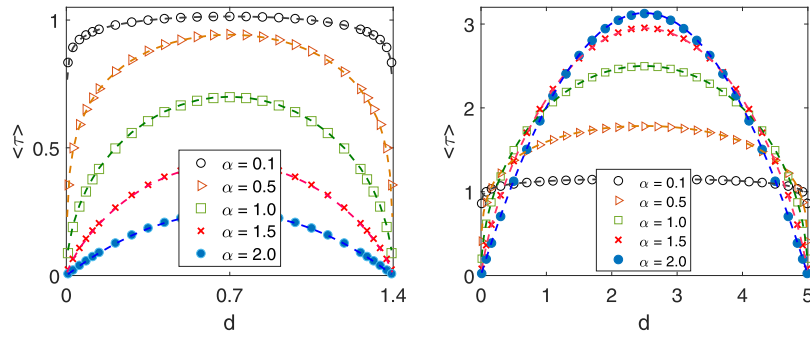 1
0.5
0
<τ>
0 0.7 1.4
d
α = 0.1
α = 0.5
α = 1.0
α = 1.5
α = 2.0
3
2
1
0
<τ>
0 1 2 3 4 5
d
α = 0.1
α = 0.5
α = 1.0
α = 1.5
α = 2.0